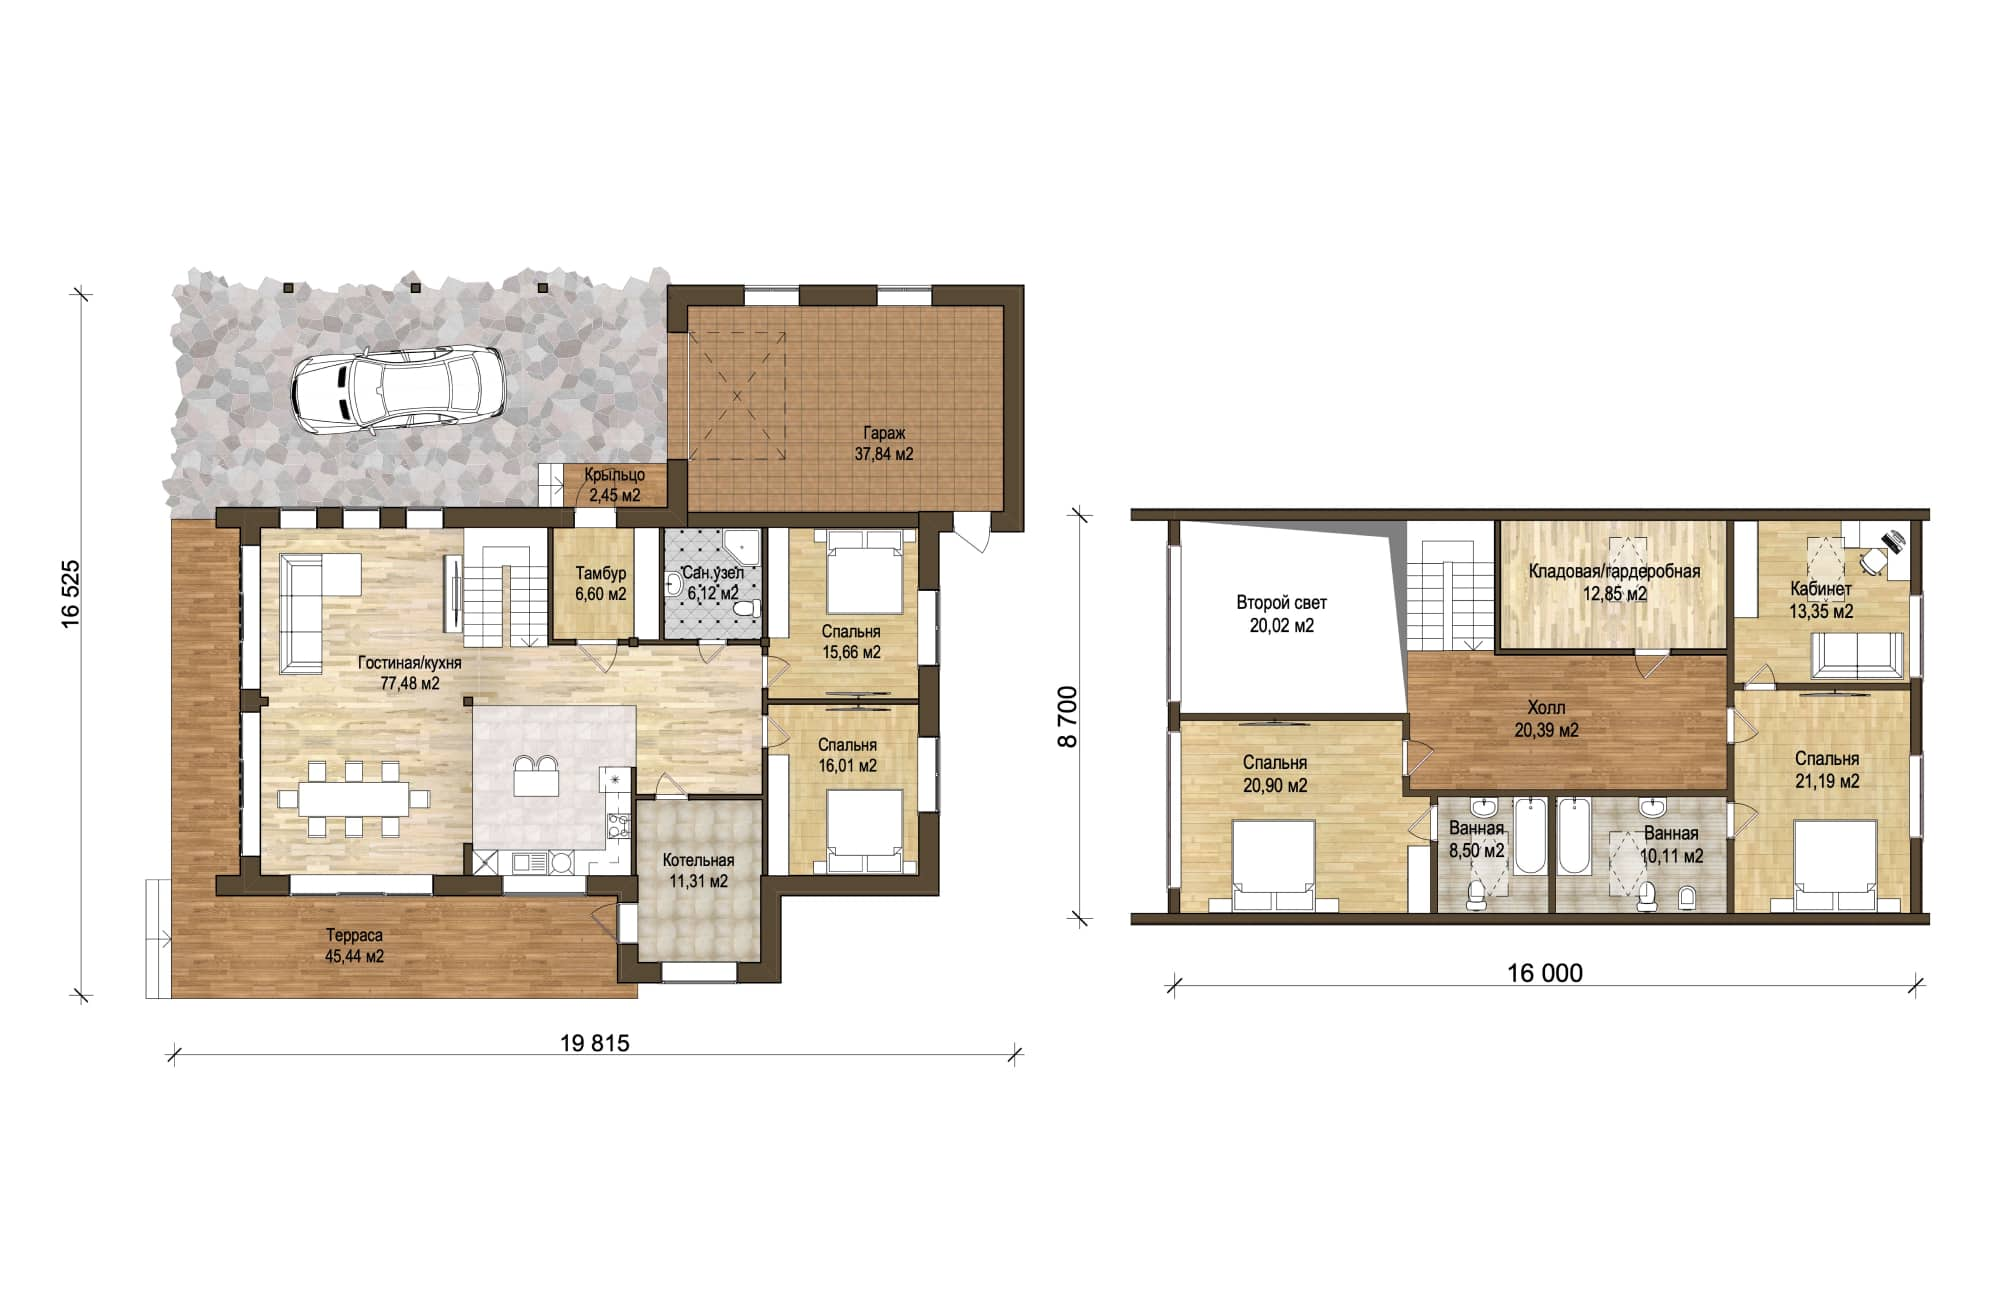 16 525
Гараж
37,84 м2
Крыльцо
2,45 м2
Тамбур
6,60 м2
Сан.узел
6,12 м2
Спальня
15,66 м2
Гостиная/кухня
77,48 м2
Спальня
16,01 м2
Котельная
11,31 м2
Терраса
45,44 м2
19 815
8 700
Второй свет
20,02 м2
Кладовая/гардеробная
12,85 м2
Кабинет
13,35 м2
Холл
20,39 м2
Спальня
20,90 м2
Спальня
21,19 м2
Ванная
8,50 м2
Ванная
10,11 м2
16 000